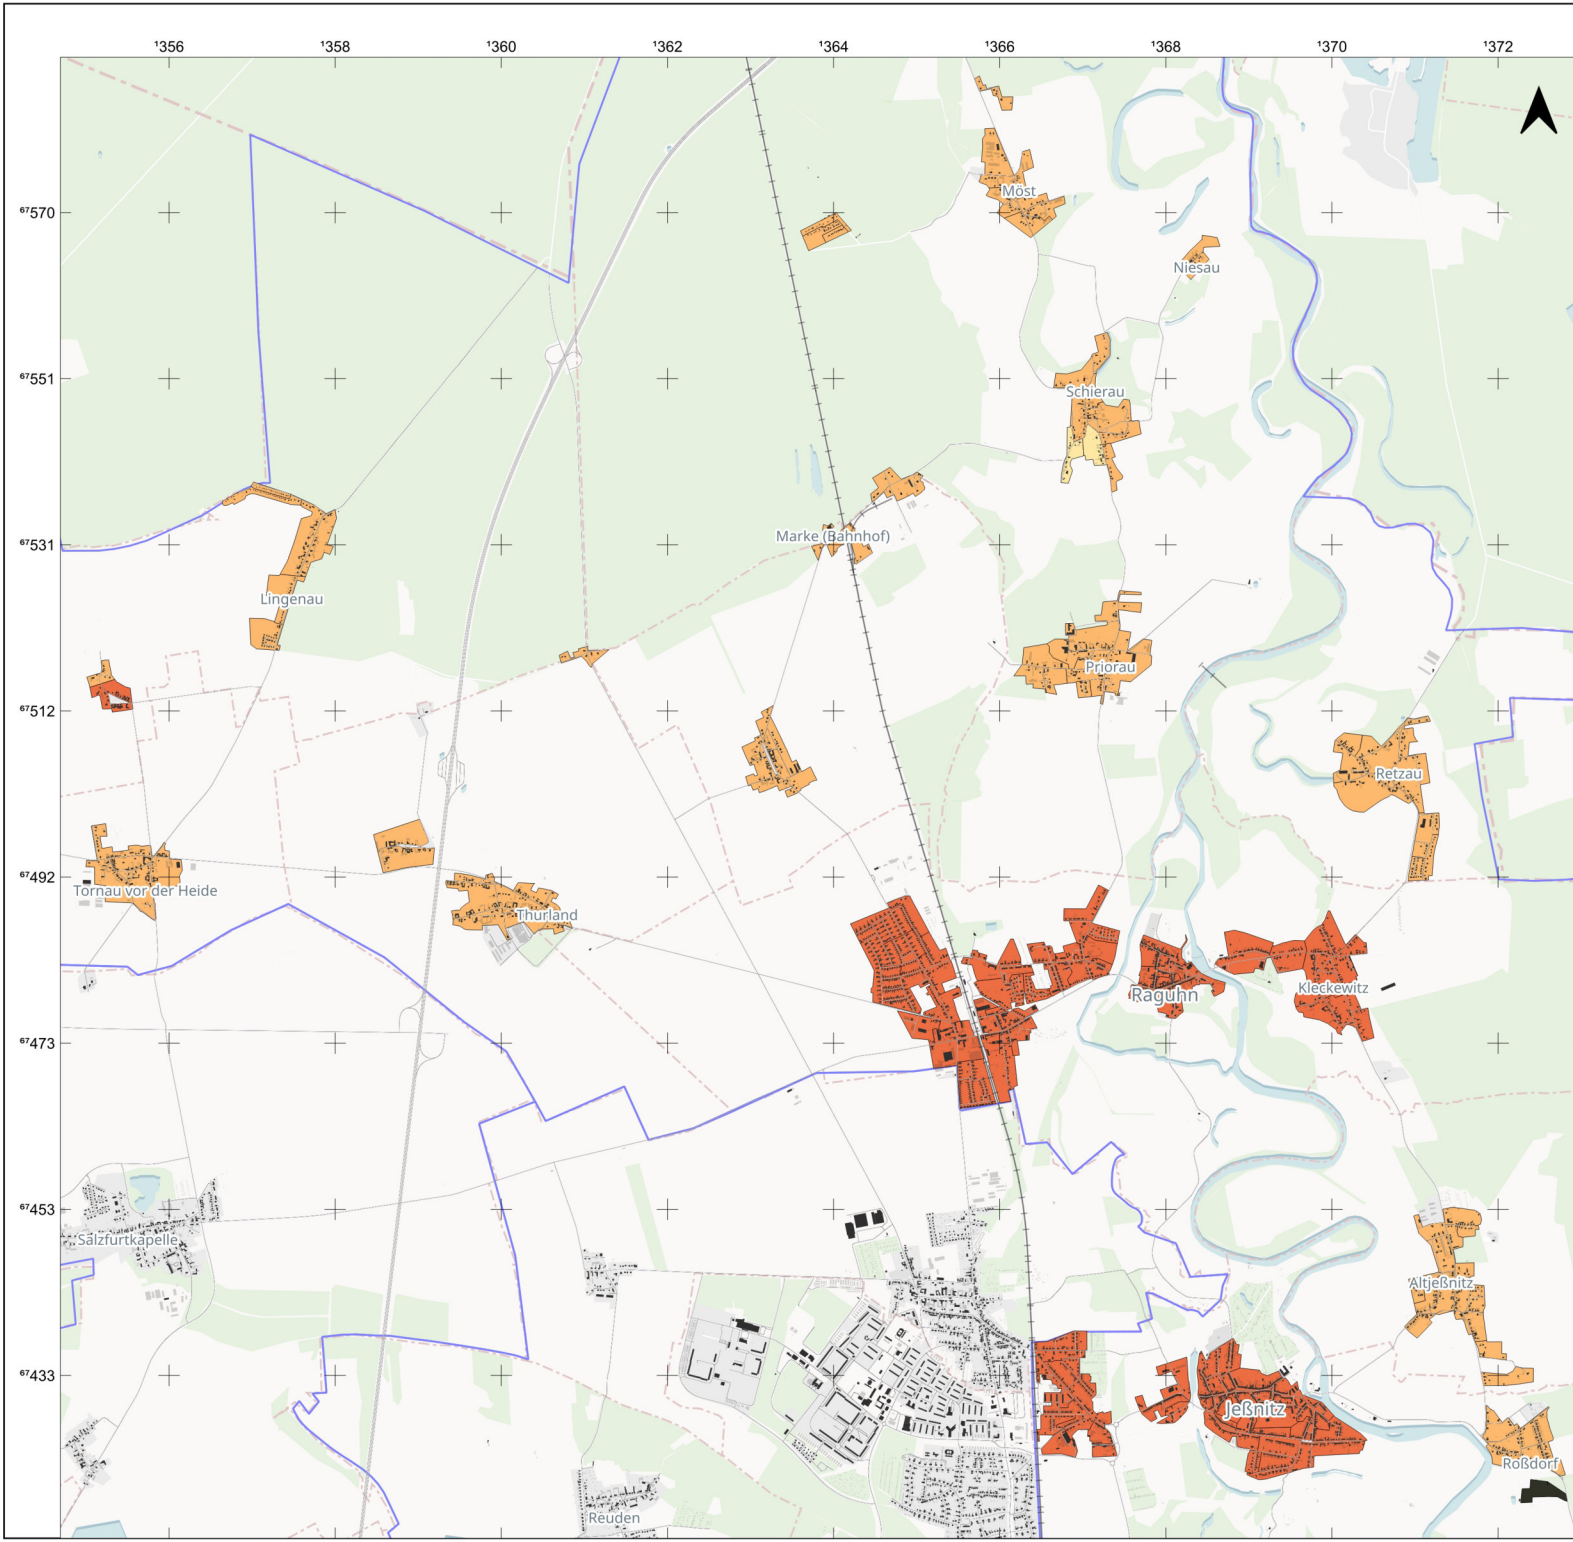 ¹356 ¹358 ¹360 ¹362 ¹364 ¹366 ¹368 ¹370 ¹372
Möst
⁶⁷570
Niesau
⁶⁷551
Schierau
Marke (Bahnhof)
⁶⁷531
Lingenau
Priorau
⁶⁷512
Retzau
⁶⁷492
Tornau vor der Heide
Thurland
Kleckewitz
Raguhn
⁶⁷473
⁶⁷453
Salzfurtkapelle
Altjeßnitz
⁶⁷433
Jeßnitz
Roßdorf
Reuden